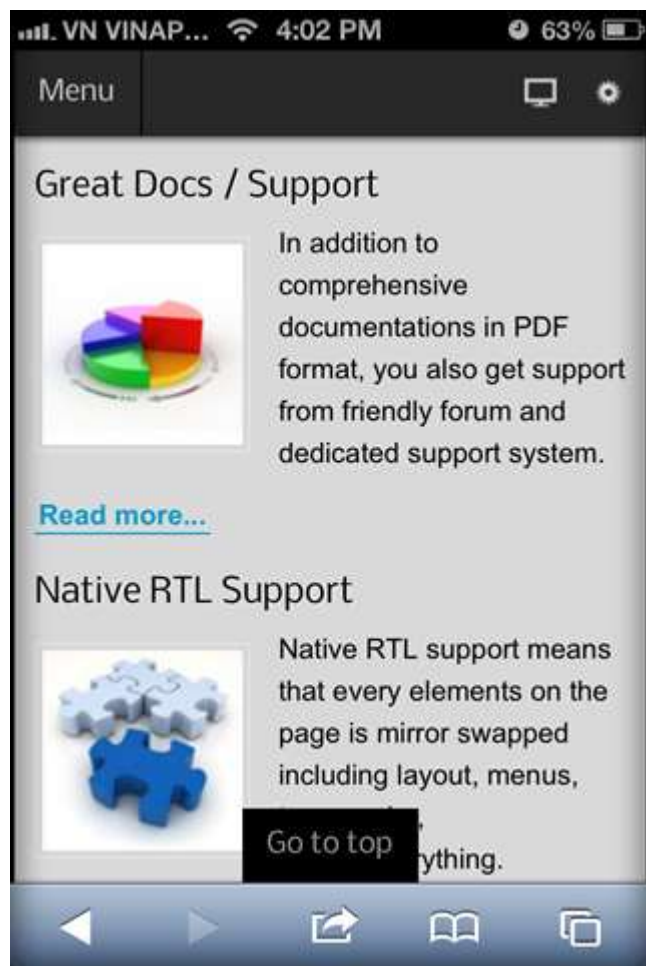 VN VINAP... 4:02 PM 63%
Menu
Great Docs / Support
In addition to
comprehensive
documentations in PDF
format, you also get support
from friendly forum and
dedicated support system.
Read more...
Native RTL Support
Native RTL support means
that every elements on the
page is mirror swapped
including layout, menus,
Go to top